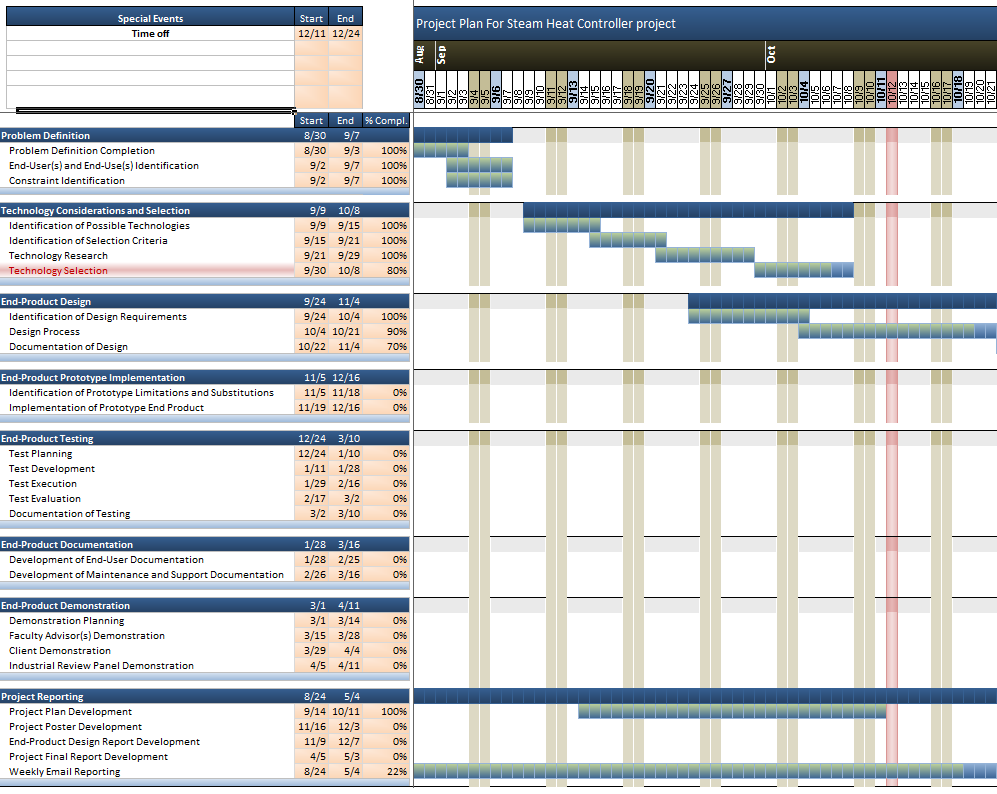 Special Events Start End
Time off 12/11 12/24
Project Plan For Steam Heat Controller project
Aug Sep Oct
8/30 8/31 9/1 9/2 9/3 9/4 9/5 9/6 9/7 9/8 9/9 9/10 9/11 9/12 9/13 9/14 9/15 9/16 9/17 9/18 9/19 9/20 9/21 9/22 9/23 9/24 9/25 9/26 9/27 9/28 9/29 9/30 10/1 10/2 10/3 10/4 10/5 10/6 10/7 10/8 10/9 10/10 10/11 10/12 10/13 10/14 10/15 10/16 10/17 10/18 10/19 10/20 10/21
Start End % Compl.
Problem Definition 8/30 9/7
Problem Definition Completion 8/30 9/3 100%
End-User(s) and End-Use(s) Identification 9/2 9/7 100%
Constraint Identification 9/2 9/7 100%
Technology Considerations and Selection 9/9 10/8
Identification of Possible Technologies 9/9 9/15 100%
Identification of Selection Criteria 9/15 9/21 100%
Technology Research 9/21 9/29 100%
Technology Selection 9/30 10/8 80%
End-Product Design 9/24 11/4
Identification of Design Requirements 9/24 10/4 100%
Design Process 10/4 10/21 90%
Documentation of Design 10/22 11/4 70%
End-Product Prototype Implementation 11/5 12/16
Identification of Prototype Limitations and Substitutions 11/5 11/18 0%
Implementation of Prototype End Product 11/19 12/16 0%
End-Product Testing 12/24 3/10
Test Planning 12/24 1/10 0%
Test Development 1/11 1/28 0%
Test Execution 1/29 2/16 0%
Test Evaluation 2/17 3/2 0%
Documentation of Testing 3/2 3/10 0%
End-Product Documentation 1/28 3/16
Development of End-User Documentation 1/28 2/25 0%
Development of Maintenance and Support Documentation 2/26 3/16 0%
End-Product Demonstration 3/1 4/11
Demonstration Planning 3/1 3/14 0%
Faculty Advisor(s) Demonstration 3/15 3/28 0%
Client Demonstration 3/29 4/4 0%
Industrial Review Panel Demonstration 4/5 4/11 0%
Project Reporting 8/24 5/4
Project Plan Development 9/14 10/11 100%
Project Poster Development 11/16 12/3 0%
End-Product Design Report Development 11/9 12/7 0%
Project Final Report Development 4/5 5/3 0%
Weekly Email Reporting 8/24 5/4 22%